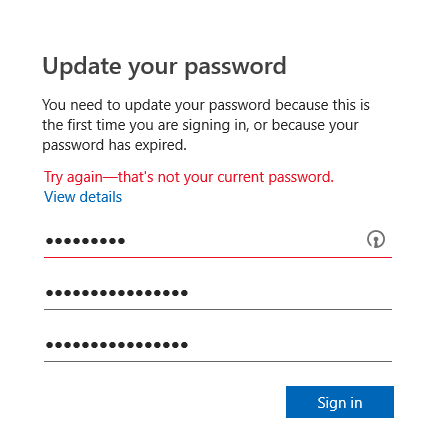 Update your password
You need to update your password because this is
the first time you are signing in, or because your
password has expired.
Try again—that's not your current password.
View details
•••••••••
••••••••••••••••
••••••••••••••••
Sign in